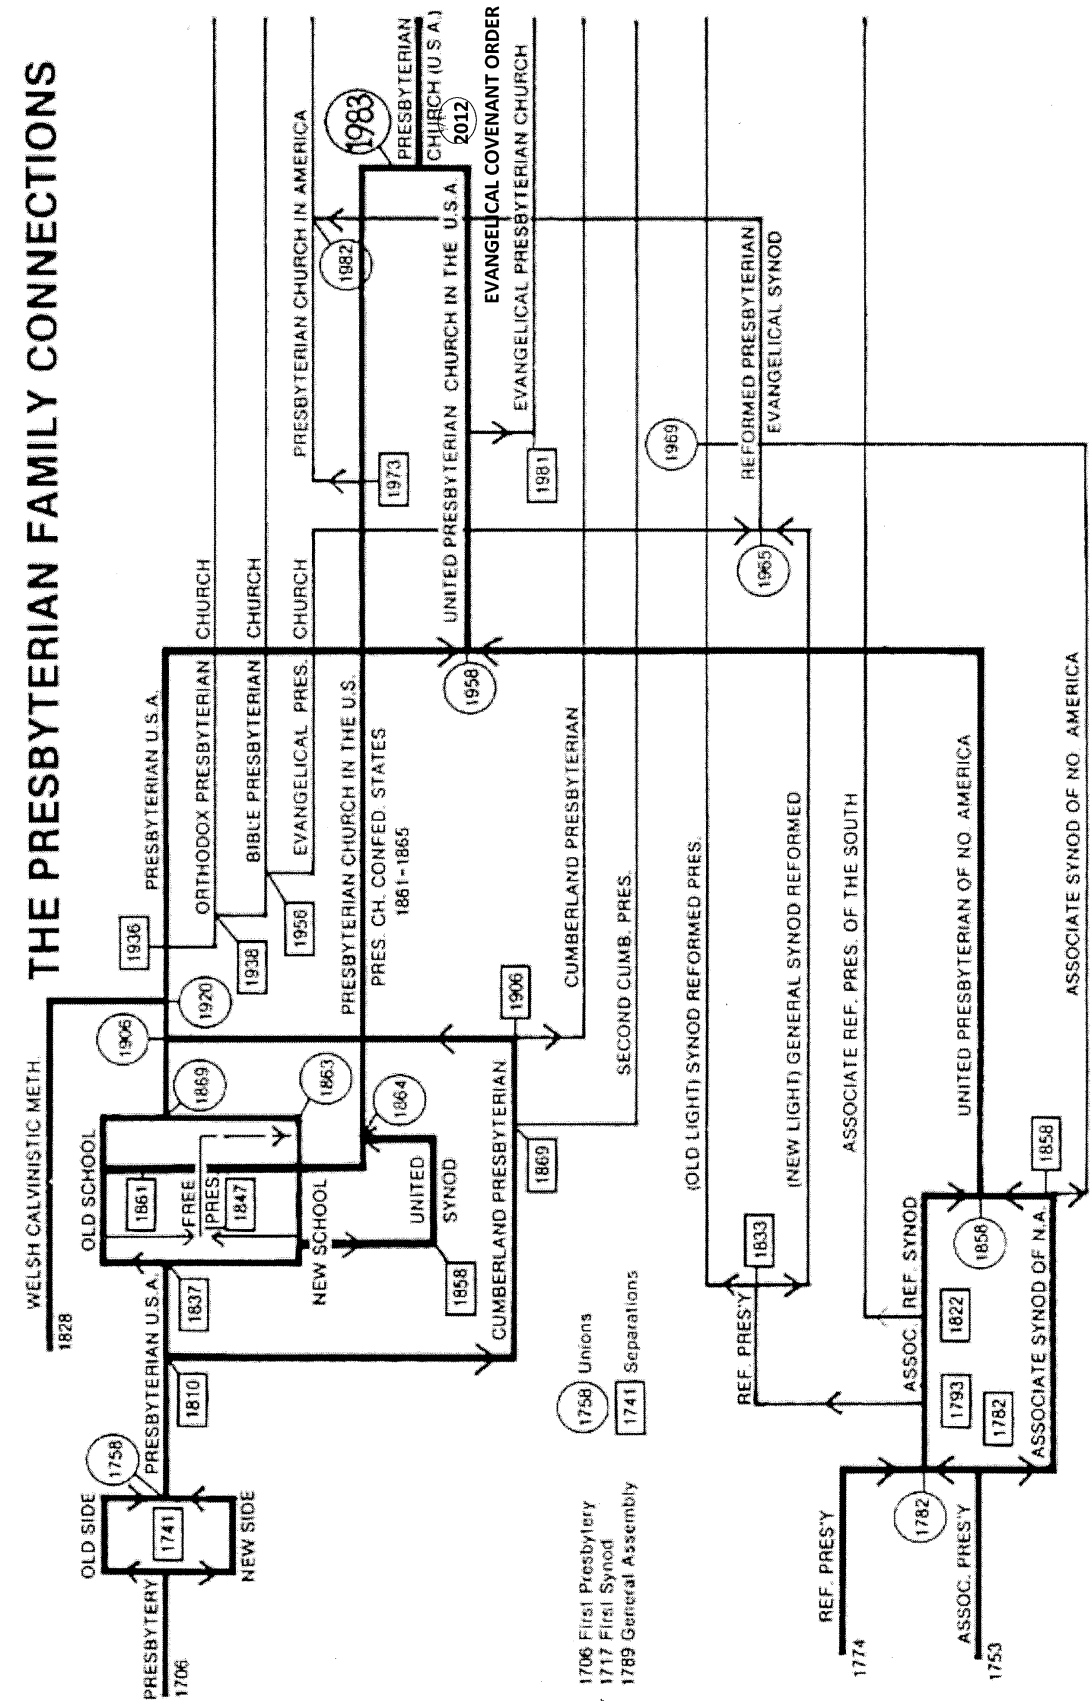 THE PRESBYTERIAN FAMILY CONNECTIONS
WELSH CALVINISTIC METH.
1828
PRESBYTERY
1706
OLD SIDE
NEW SIDE
1741
1758
PRESBYTERIAN U.S.A.
1810
1837
OLD SCHOOL
NEW SCHOOL
1861
FREE
PRES.
1847
1869
1863
1864
UNITED
SYNOD
1858
1906
1920
1936
PRESBYTERIAN U.S.A.
ORTHODOX PRESBYTERIAN CHURCH
1938
BIBLE PRESBYTERIAN CHURCH
1956
EVANGELICAL PRES. CHURCH
PRESBYTERIAN CHURCH IN THE U.S.
PRES. CH. CONFED. STATES
1861-1865
1973
PRESBYTERIAN CHURCH IN AMERICA
1982
1983
PRESBYTERIAN
CHURCH (U.S.A.)
2012
EVANGELICAL COVENANT ORDER
UNITED PRESBYTERIAN CHURCH IN THE U.S.A.
1958
1981
EVANGELICAL PRESBYTERIAN CHURCH
CUMBERLAND PRESBYTERIAN
1869
1906
CUMBERLAND PRESBYTERIAN
SECOND CUMB. PRES.
1758 Unions
1741 Separations
1706 First Presbytery
1717 First Synod
1789 General Assembly
REF. PRES'Y
1833
(OLD LIGHT) SYNOD REFORMED PRES.
(NEW LIGHT) GENERAL SYNOD REFORMED
1965
1969
REFORMED PRESBYTERIAN
EVANGELICAL SYNOD
ASSOCIATE REF. PRES. OF THE SOUTH
REF. PRES'Y
1774
ASSOC. PRES'Y
1753
1782
ASSOC. REF. SYNOD
1793
1822
1782
ASSOCIATE SYNOD OF N.A.
1858
1858
UNITED PRESBYTERIAN OF NO. AMERICA
ASSOCIATE SYNOD OF NO. AMERICA